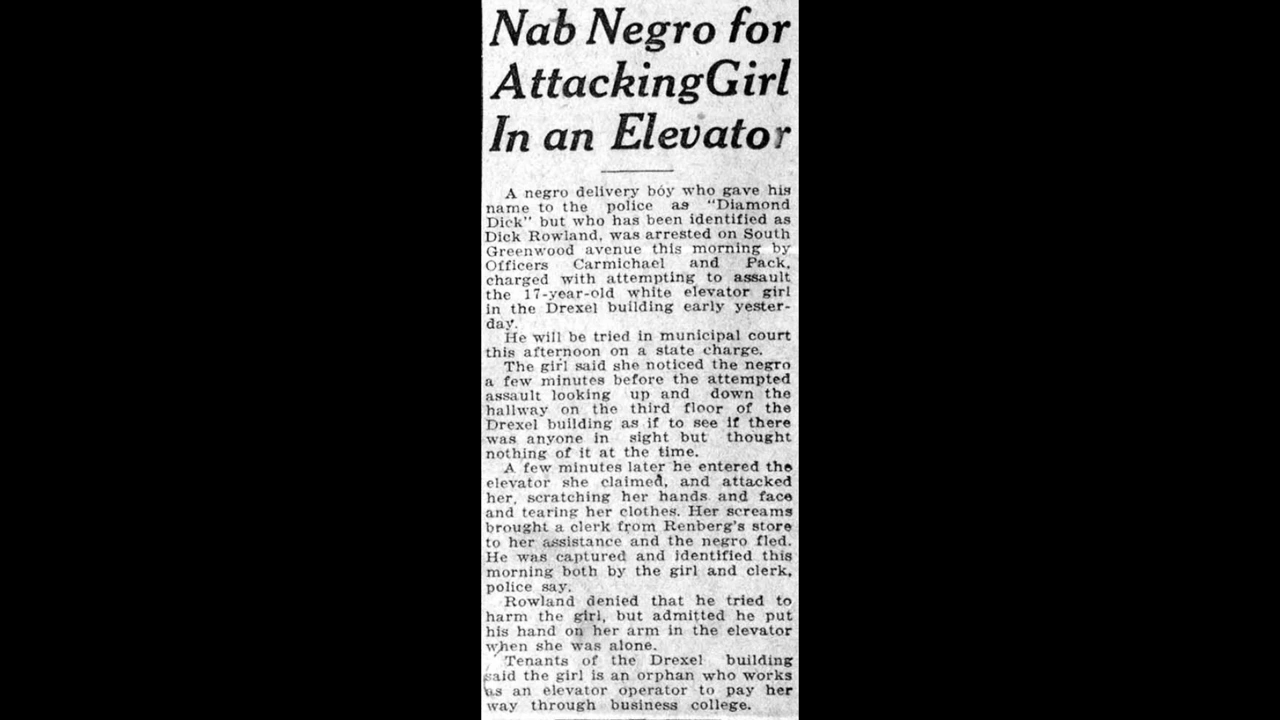 Nab Negro for
Attacking Girl
In an Elevator
A negro delivery boy who gave his
name to the police as "Diamond
Dick" but who has been identified as
Dick Rowland, was arrested on South
Greenwood avenue this morning by
Officers Carmichael and Pack,
charged with attempting to assault
the 17-year-old white elevator girl
in the Drexel building early yester-
day.
He will be tried in municipal court
this afternoon on a state charge.
The girl said she noticed the negro
a few minutes before the attempted
assault looking up and down the
hallway on the third floor of the
Drexel building as if to see if there
was anyone in sight but thought
nothing of it at the time.
A few minutes later he entered the
elevator she claimed, and attacked
her, scratching her hands and face
and tearing her clothes. Her screams
brought a clerk from Renberg's store
to her assistance and the negro fled.
He was captured and identified this
morning both by the girl and clerk,
police say.
Rowland denied that he tried to
harm the girl, but admitted he put
his hand on her arm in the elevator
when she was alone.
Tenants of the Drexel building
said the girl is an orphan who works
as an elevator operator to pay her
way through business college.